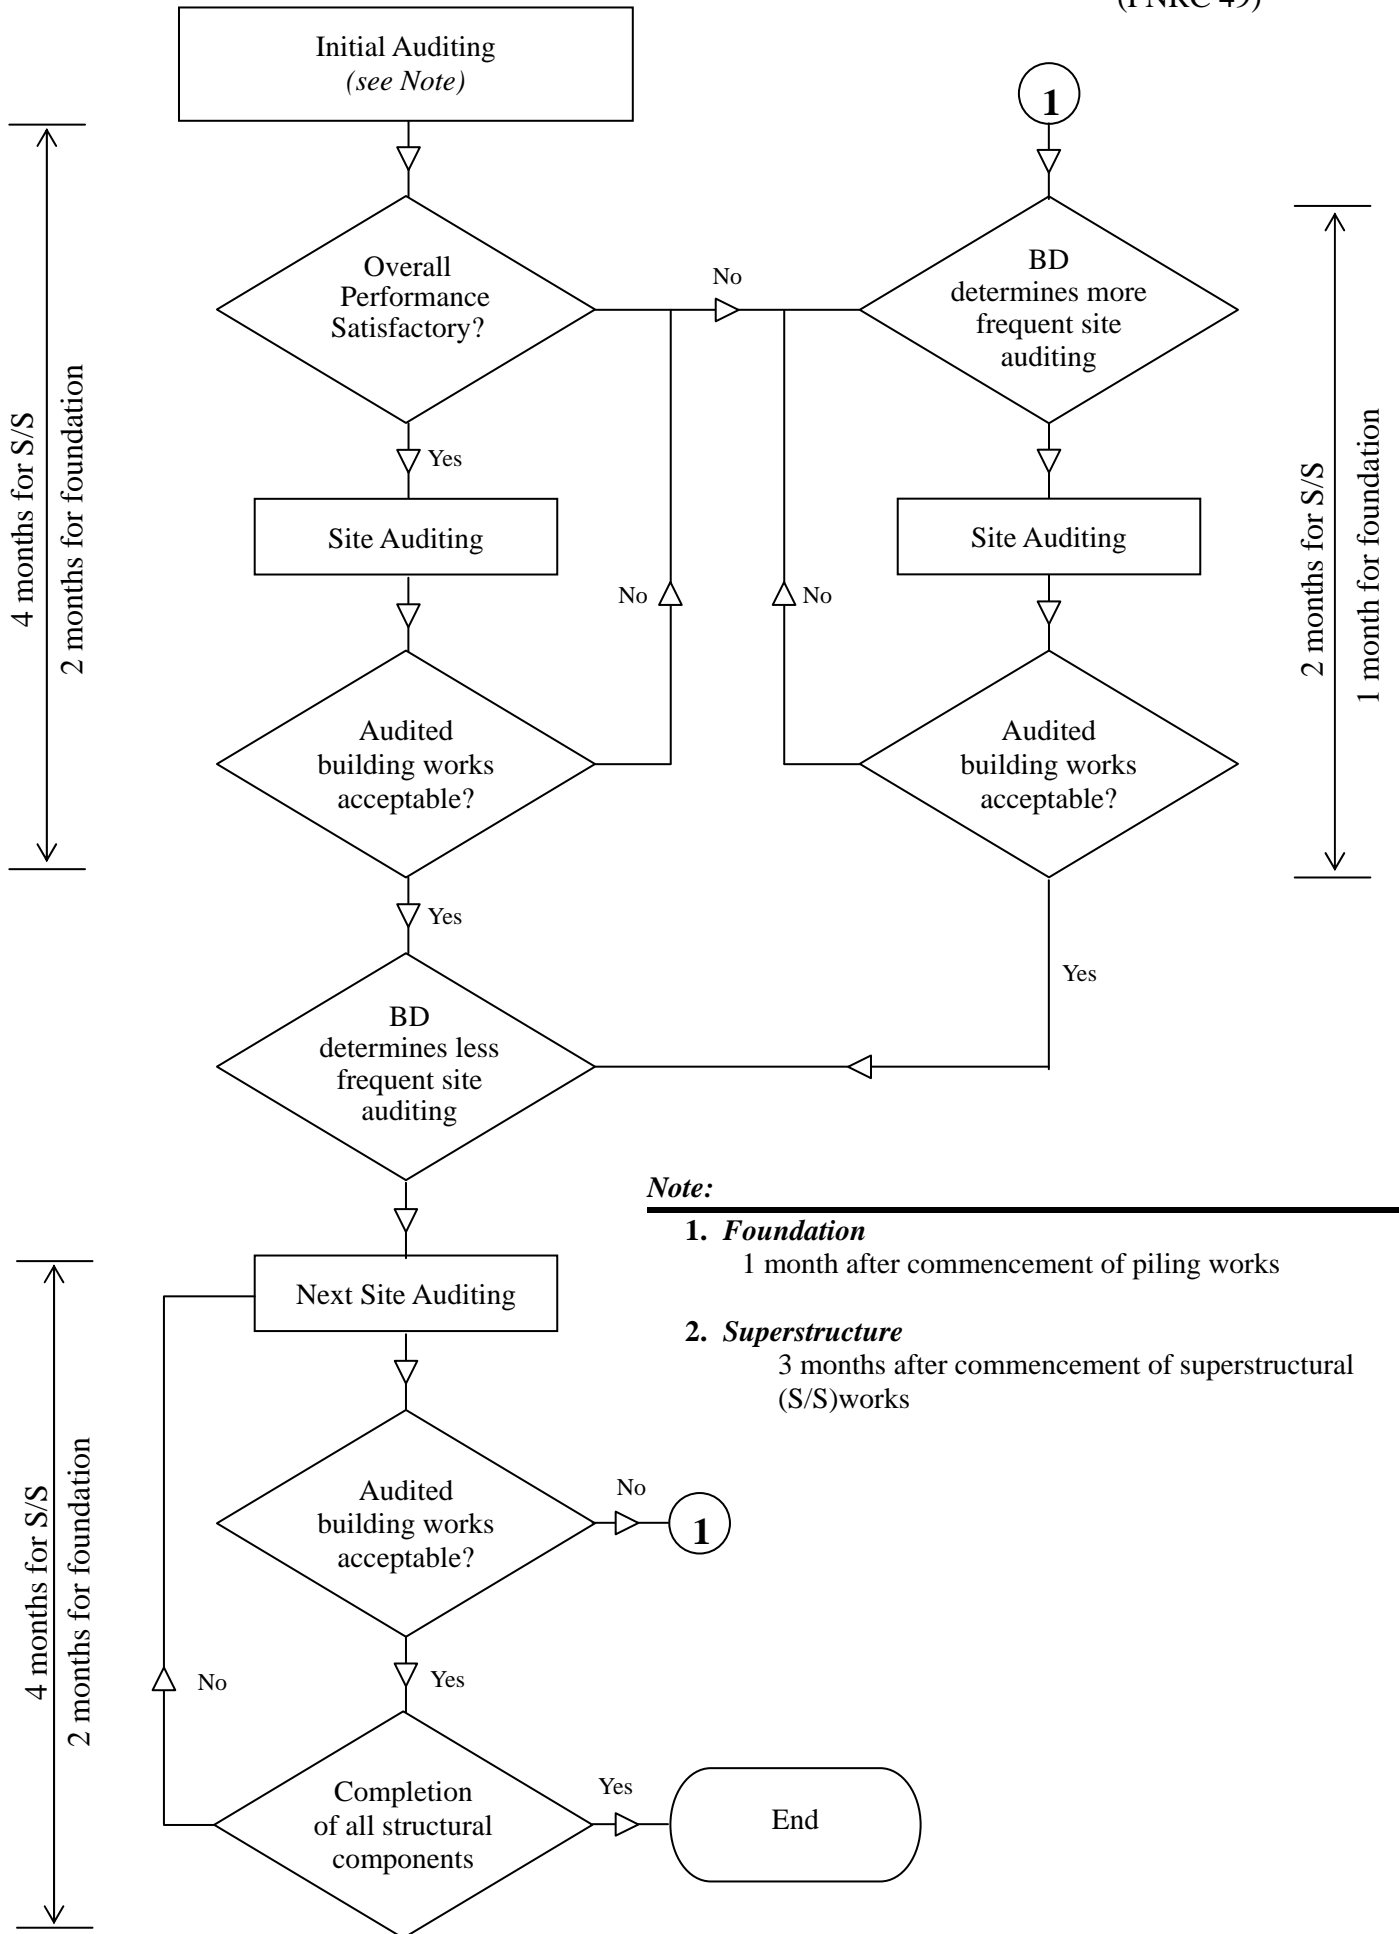 (PNRC 49)
Initial Auditing
(see Note)
1
Overall
Performance
Satisfactory?
No
BD
determines more
frequent site
auditing
4 months for S/S
2 months for foundation
Yes
2 months for S/S
1 month for foundation
Site Auditing
Site Auditing
No
No
Audited
building works
acceptable?
Audited
building works
acceptable?
Yes
Yes
BD
determines less
frequent site
auditing
Note:
1. Foundation
1 month after commencement of piling works
Next Site Auditing
2. Superstructure
3 months after commencement of superstructural
(S/S)works
4 months for S/S
2 months for foundation
Audited
building works
acceptable?
No
1
Yes
No
Completion
of all structural
components
Yes
End